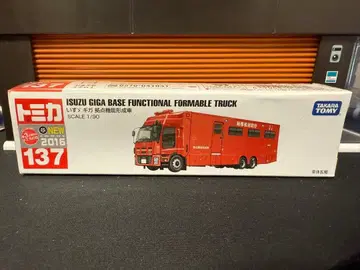 トミカ
NEW
2016
137
ISUZU GIGA BASE FUNCTIONAL FORMABLE TRUCK
いすゞ ギガ 拠点機能形成車
SCALE 1/90
TAKARA
TOMY